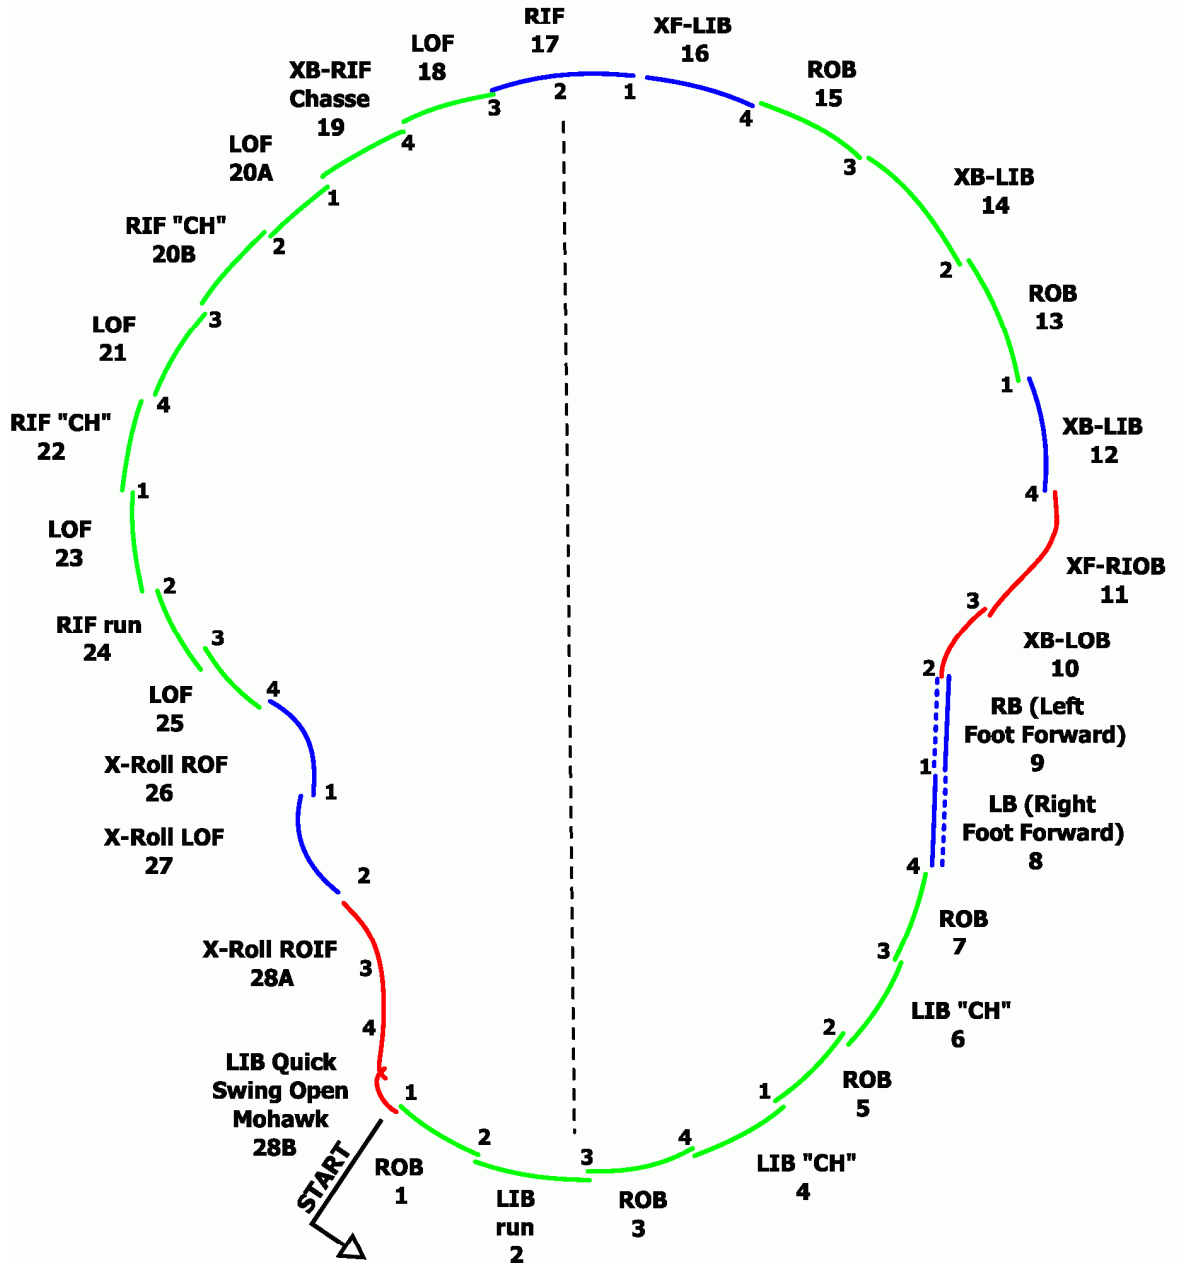 RIF
17
XF-LIB
16
LOF
18
ROB
15
XB-RIF
Chasse
19
2
1
3
4
4
3
LOF
20A
XB-LIB
14
1
RIF "CH"
20B
2
2
ROB
13
3
LOF
21
1
4
RIF "CH"
22
XB-LIB
12
1
4
LOF
23
XF-RIOB
11
2
3
RIF run
24
3
XB-LOB
10
2
4
LOF
25
RB (Left
Foot Forward)
9
X-Roll ROF
26
1
1
LB (Right
Foot Forward)
8
X-Roll LOF
27
4
2
ROB
7
X-Roll ROIF
28A
3
3
LIB "CH"
6
4
2
LIB Quick
Swing Open
Mohawk
28B
1
1
ROB
5
START
2
3
4
ROB
1
LIB "CH"
4
LIB
run
2
ROB
3